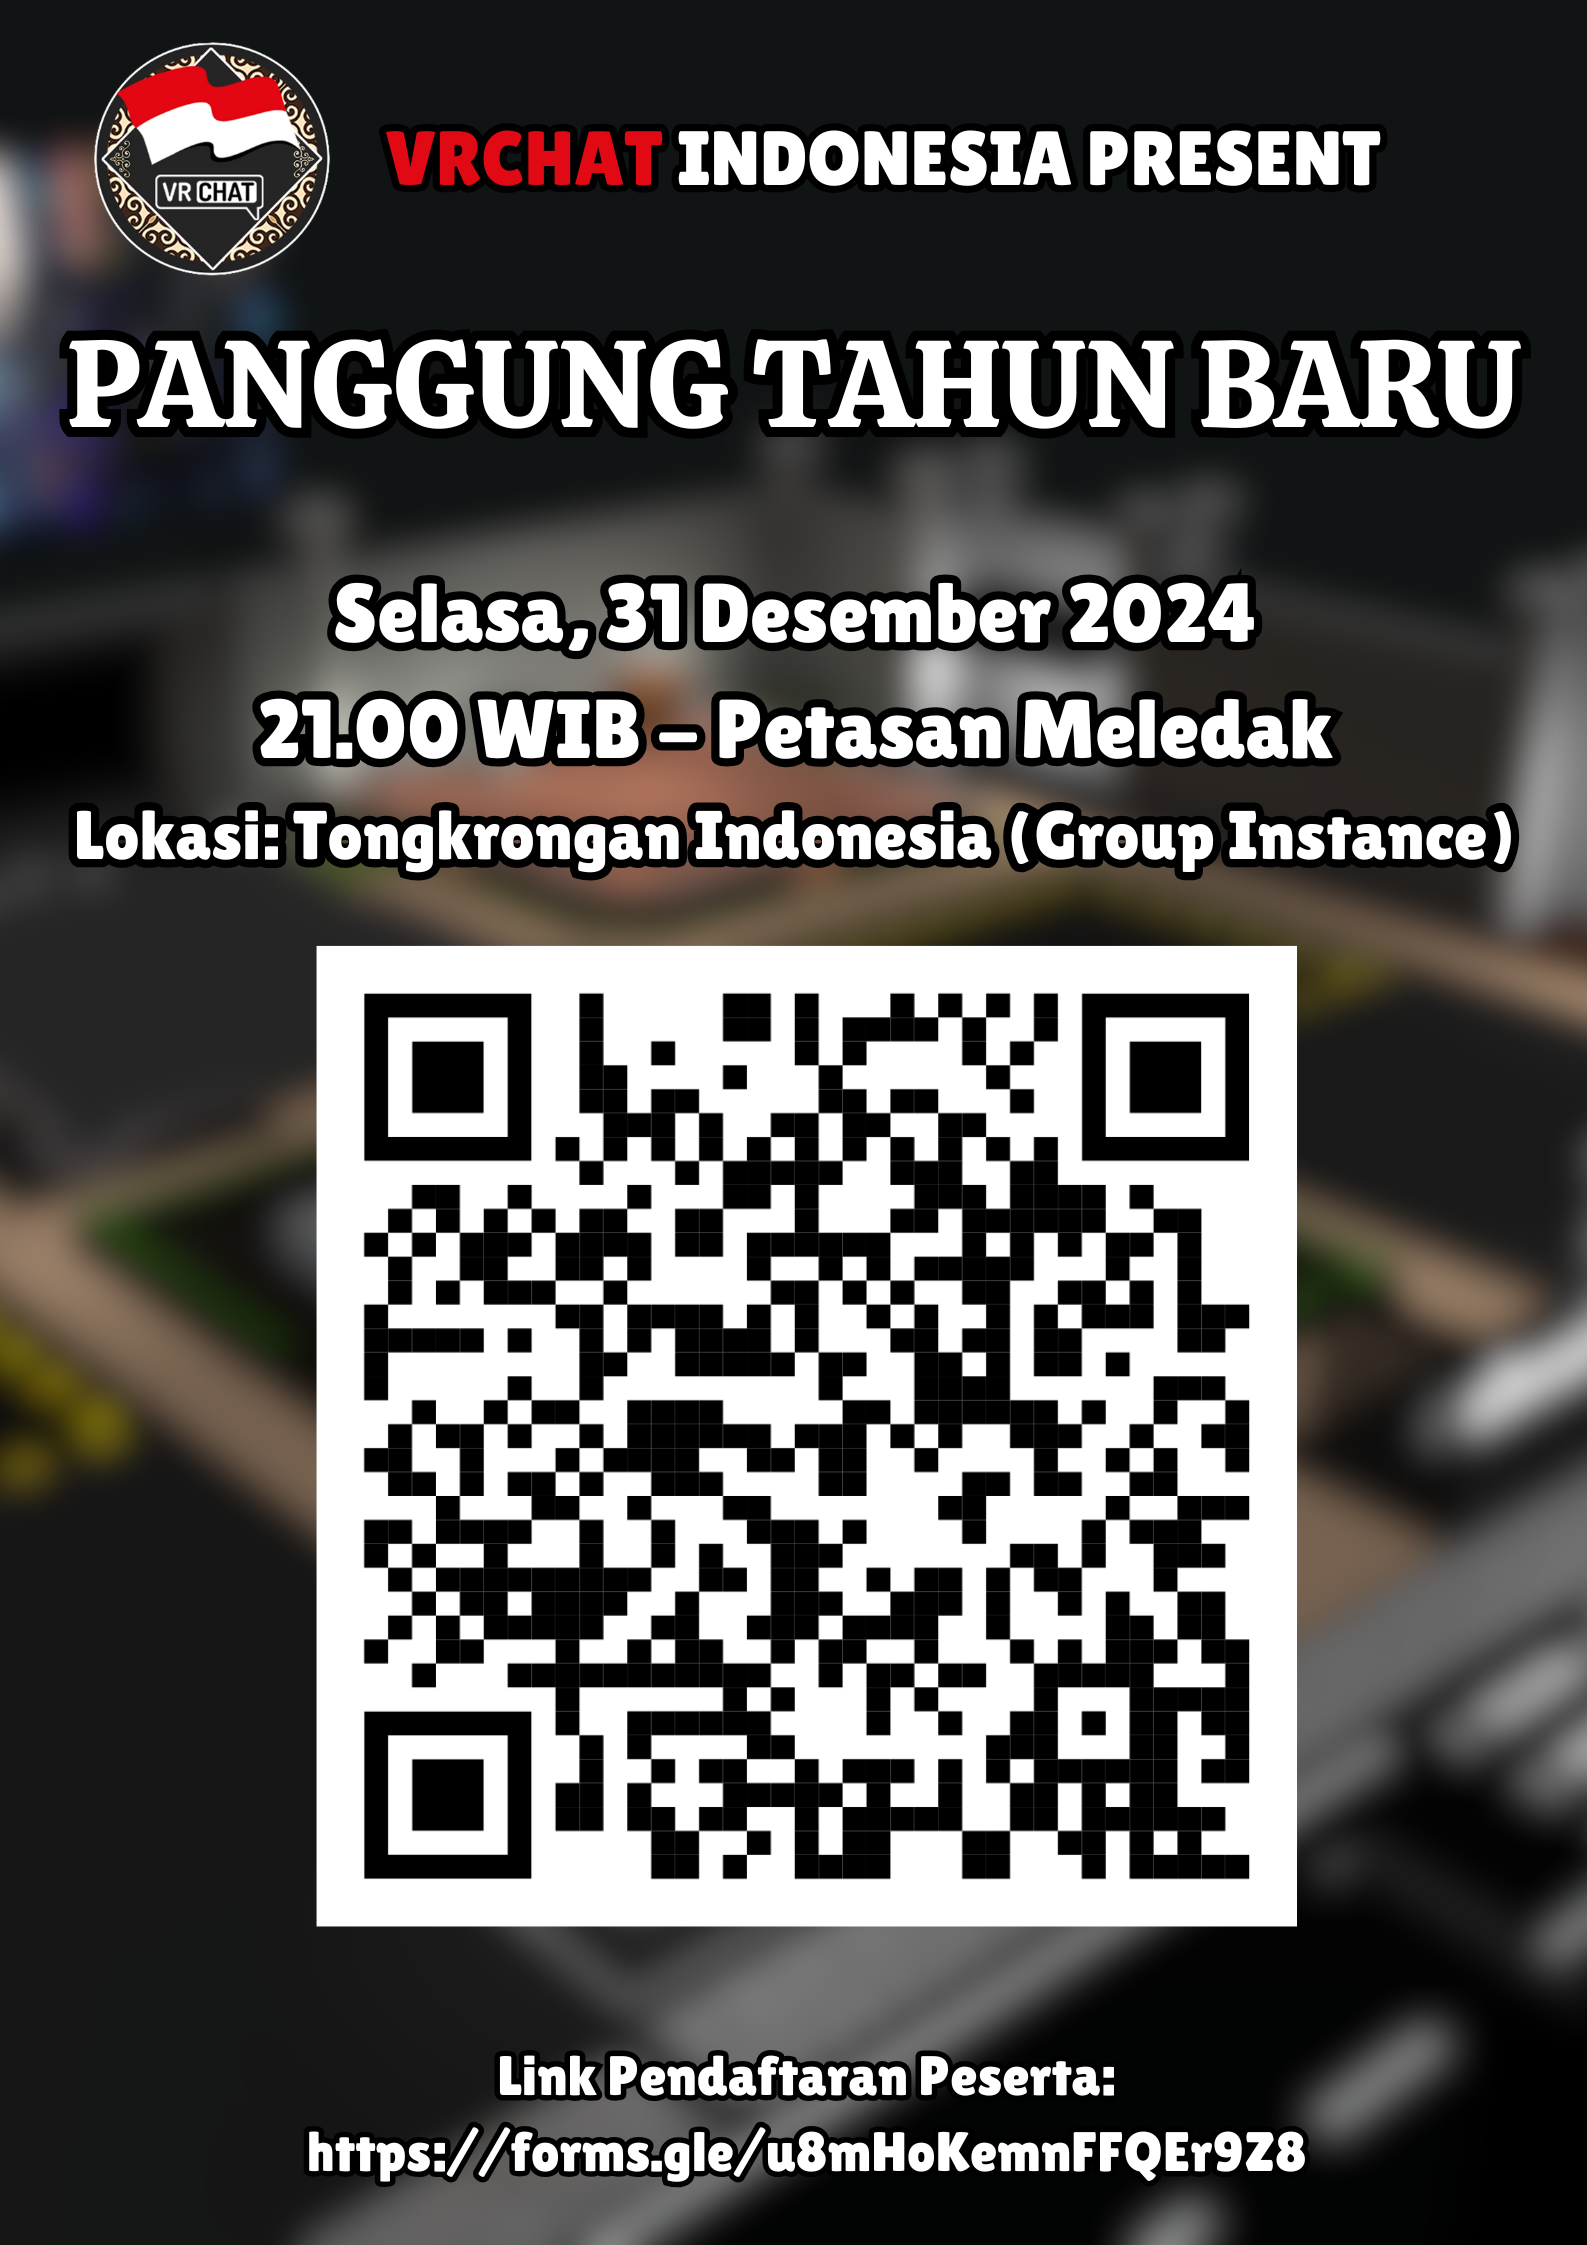 VR CHAT
VRCHAT INDONESIA PRESENT
PANGGUNG TAHUN BARU
Selasa, 31 Desember 2024
21.00 WIB – Petasan Meledak
Lokasi: Tongkrongan Indonesia (Group Instance)
Link Pendaftaran Peserta:
https://forms.gle/u8mHoKemnFFQEr9Z8